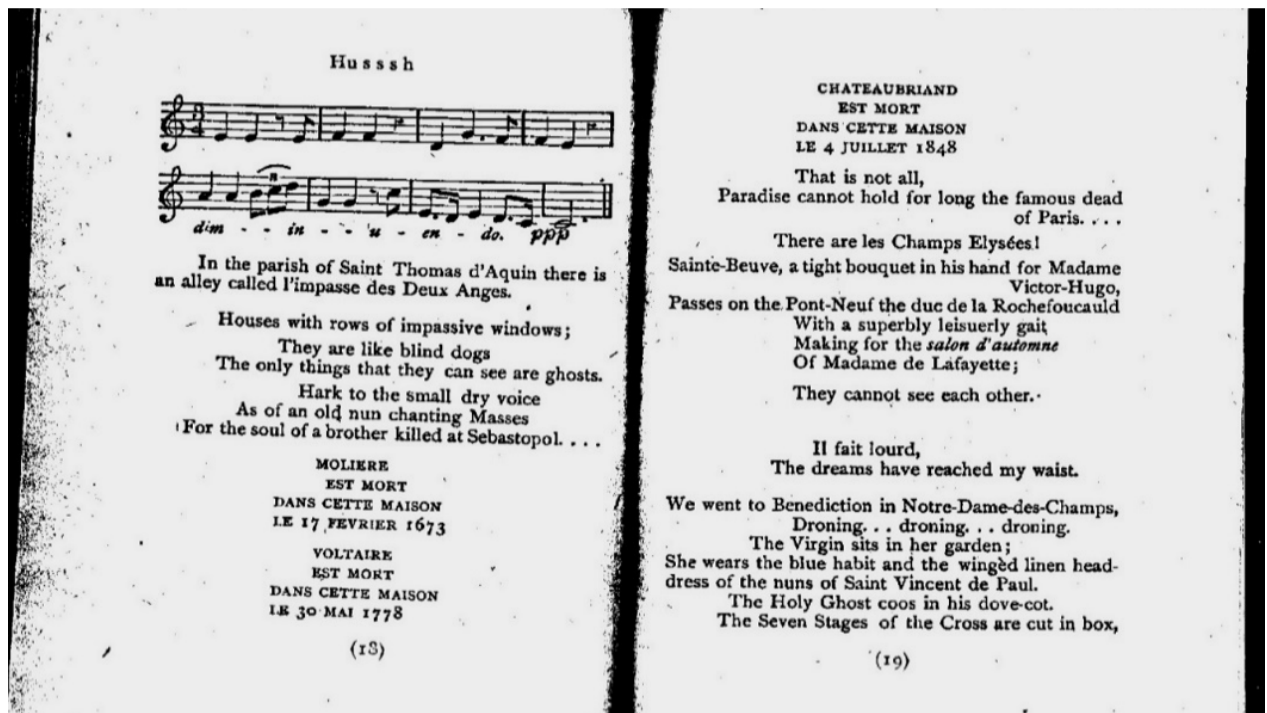 Husssh
3
4
n
dim - - in - - u - en - do. ppp
In the parish of Saint Thomas d'Aquin there is
an alley called l'impasse des Deux Anges.
Houses with rows of impassive windows;
They are like blind dogs
The only things that they can see are ghosts.
Hark to the small dry voice
As of an old nun chanting Masses
For the soul of a brother killed at Sebastopol. . . .
MOLIERE
EST MORT
DANS CETTE MAISON
LE 17 FEVRIER 1673
VOLTAIRE
EST MORT
DANS CETTE MAISON
LE 30 MAI 1778
(18)
CHATEAUBRIAND
EST MORT
DANS CETTE MAISON
LE 4 JUILLET 1848
That is not all,
Paradise cannot hold for long the famous dead
of Paris. . . .
There are les Champs Elysées!
Sainte-Beuve, a tight bouquet in his hand for Madame
Victor-Hugo,
Passes on the Pont-Neuf the duc de la Rochefoucauld
With a superbly leisuerly gait
Making for the salon d'automne
Of Madame de Lafayette;
They cannot see each other.
Il fait lourd,
The dreams have reached my waist.
We went to Benediction in Notre-Dame-des-Champs,
Droning. . . droning. . . droning.
The Virgin sits in her garden;
She wears the blue habit and the wingèd linen head-
dress of the nuns of Saint Vincent de Paul.
The Holy Ghost coos in his dove-cot.
The Seven Stages of the Cross are cut in box,
(19)